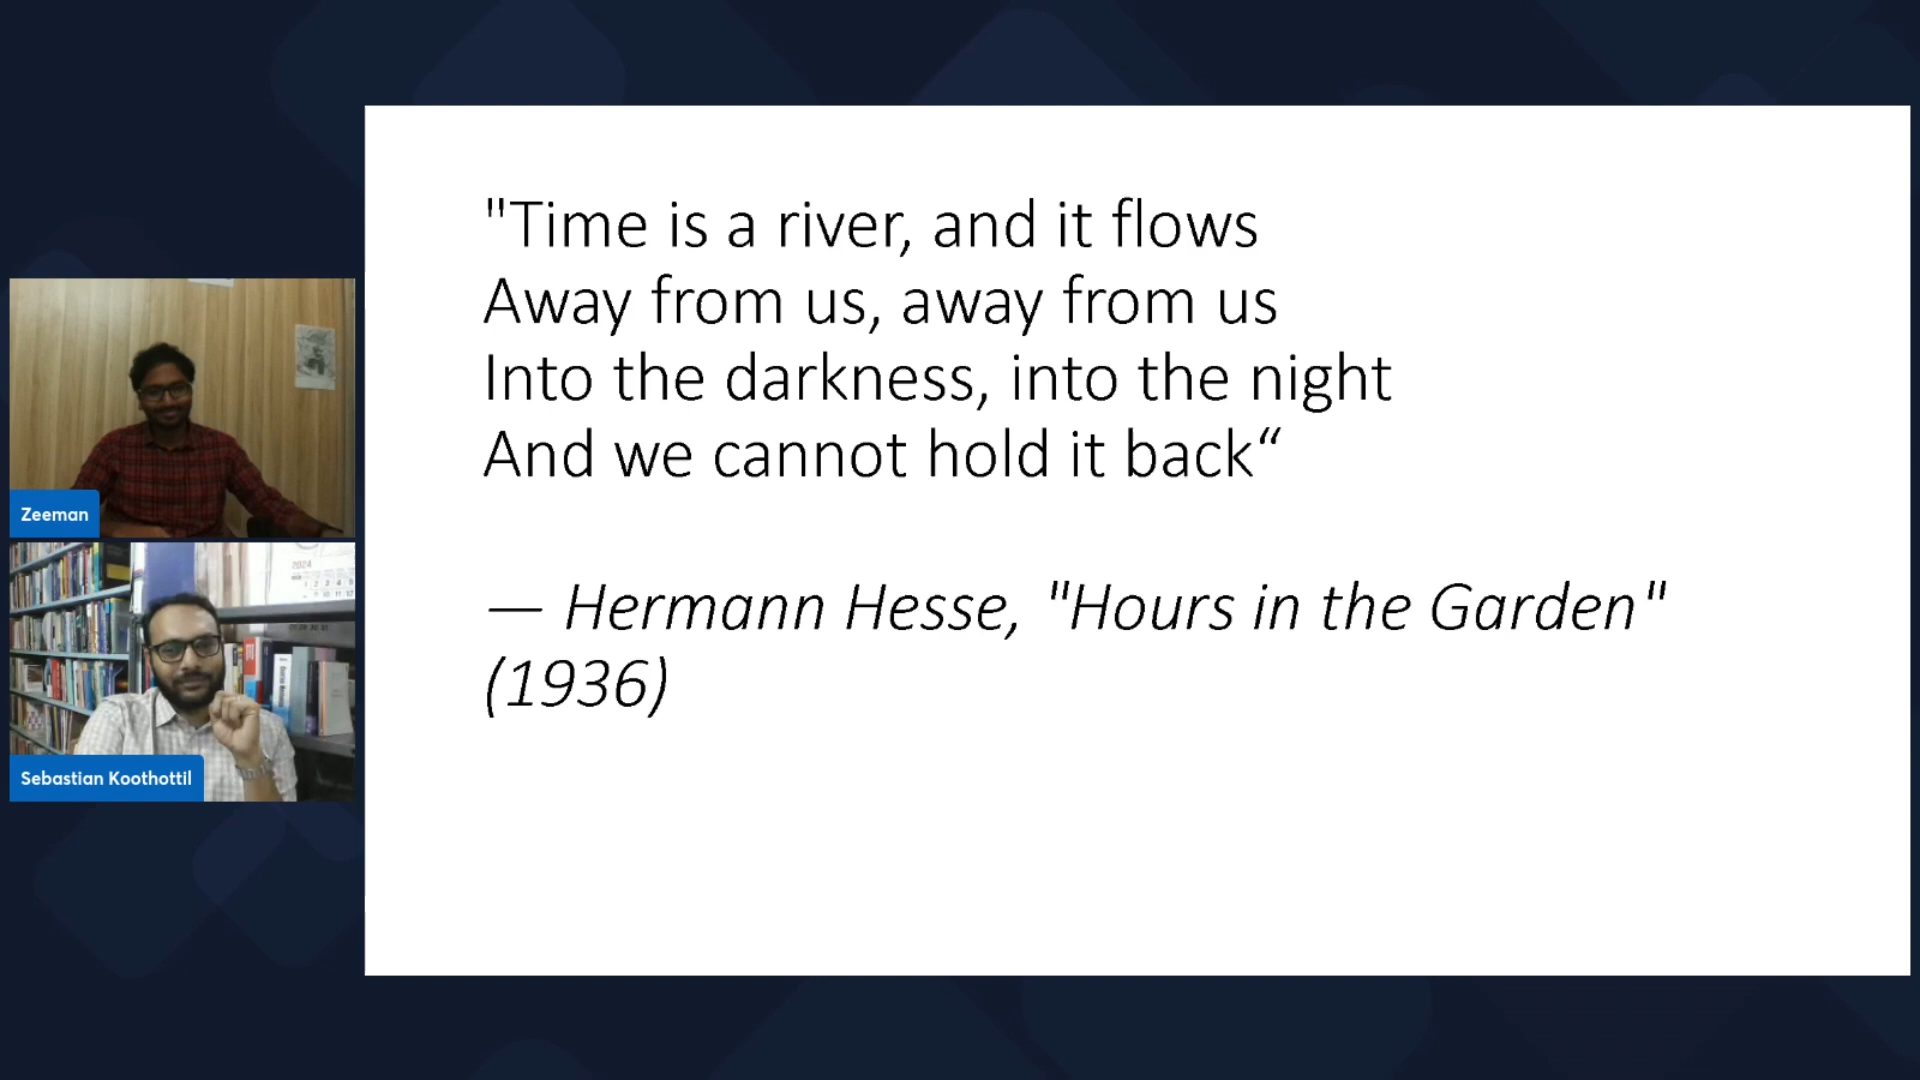 "Time is a river, and it flows
Away from us, away from us
Into the darkness, into the night
And we cannot hold it back“
— Hermann Hesse, "Hours in the Garden"
(1936)
Zeeman
2024
Sebastian Koothottil